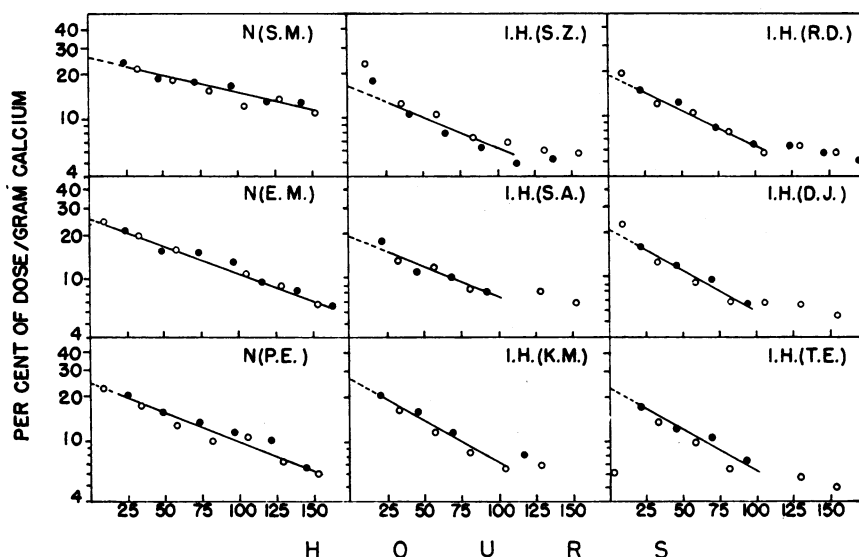 PER CENT OF DOSE/GRAM CALCIUM
N(S.M.) I.H.(S.Z.) I.H.(R.D.)
40
30
20
10
4
N(E.M.) I.H.(S.A.) I.H.(D.J.)
40
30
20
10
4
N(P.E.) I.H.(K.M.) I.H.(T.E.)
40
30
20
10
4
25 50 75 100 125 150 25 50 75 100 125 150 25 50 75 100 125 150
H O U R S